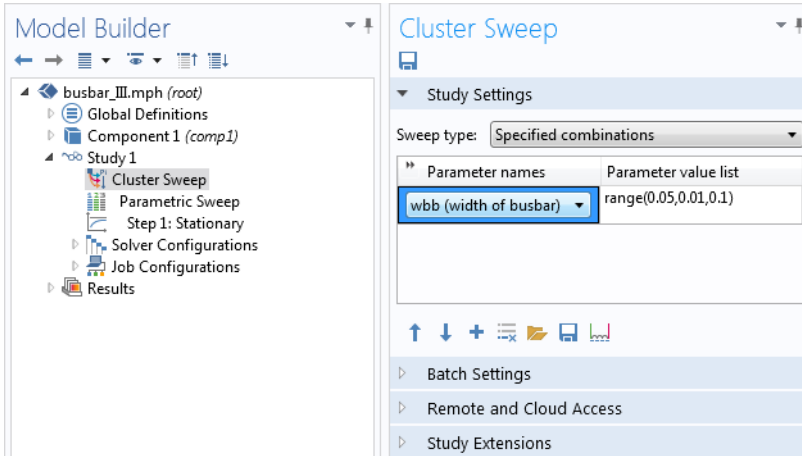 Model Builder
busbar_III.mph (root)
Global Definitions
Component 1 (comp1)
Study 1
Cluster Sweep
Parametric Sweep
Step 1: Stationary
Solver Configurations
Job Configurations
Results
Cluster Sweep
Study Settings
Sweep type: Specified combinations
Parameter names Parameter value list
wbb (width of busbar) range(0.05,0.01,0.1)
Batch Settings
Remote and Cloud Access
Study Extensions